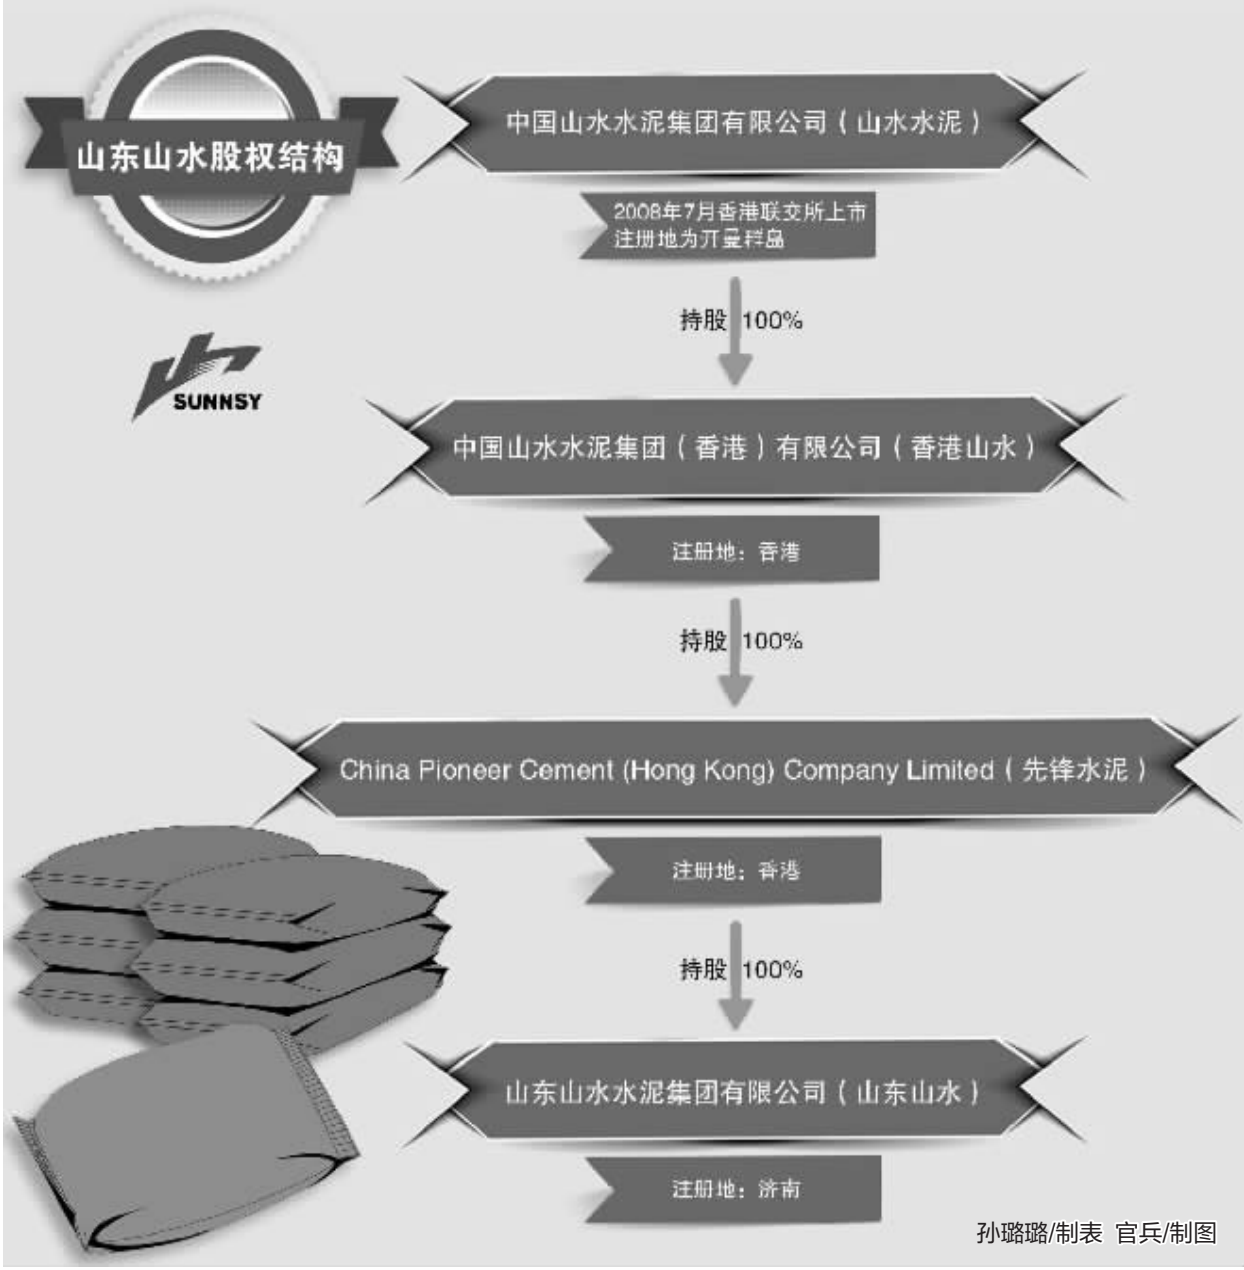 山东山水股权结构
中国山水水泥集团有限公司（山水水泥）
2008年7月香港联交所上市
注册地为开曼群岛
持股 100%
SUNNSY
中国山水水泥集团（香港）有限公司（香港山水）
注册地：香港
持股 100%
China Pioneer Cement (Hong Kong) Company Limited（先锋水泥）
注册地：香港
持股 100%
山东山水水泥集团有限公司（山东山水）
注册地：济南
孙璐璐/制表 官兵/制图